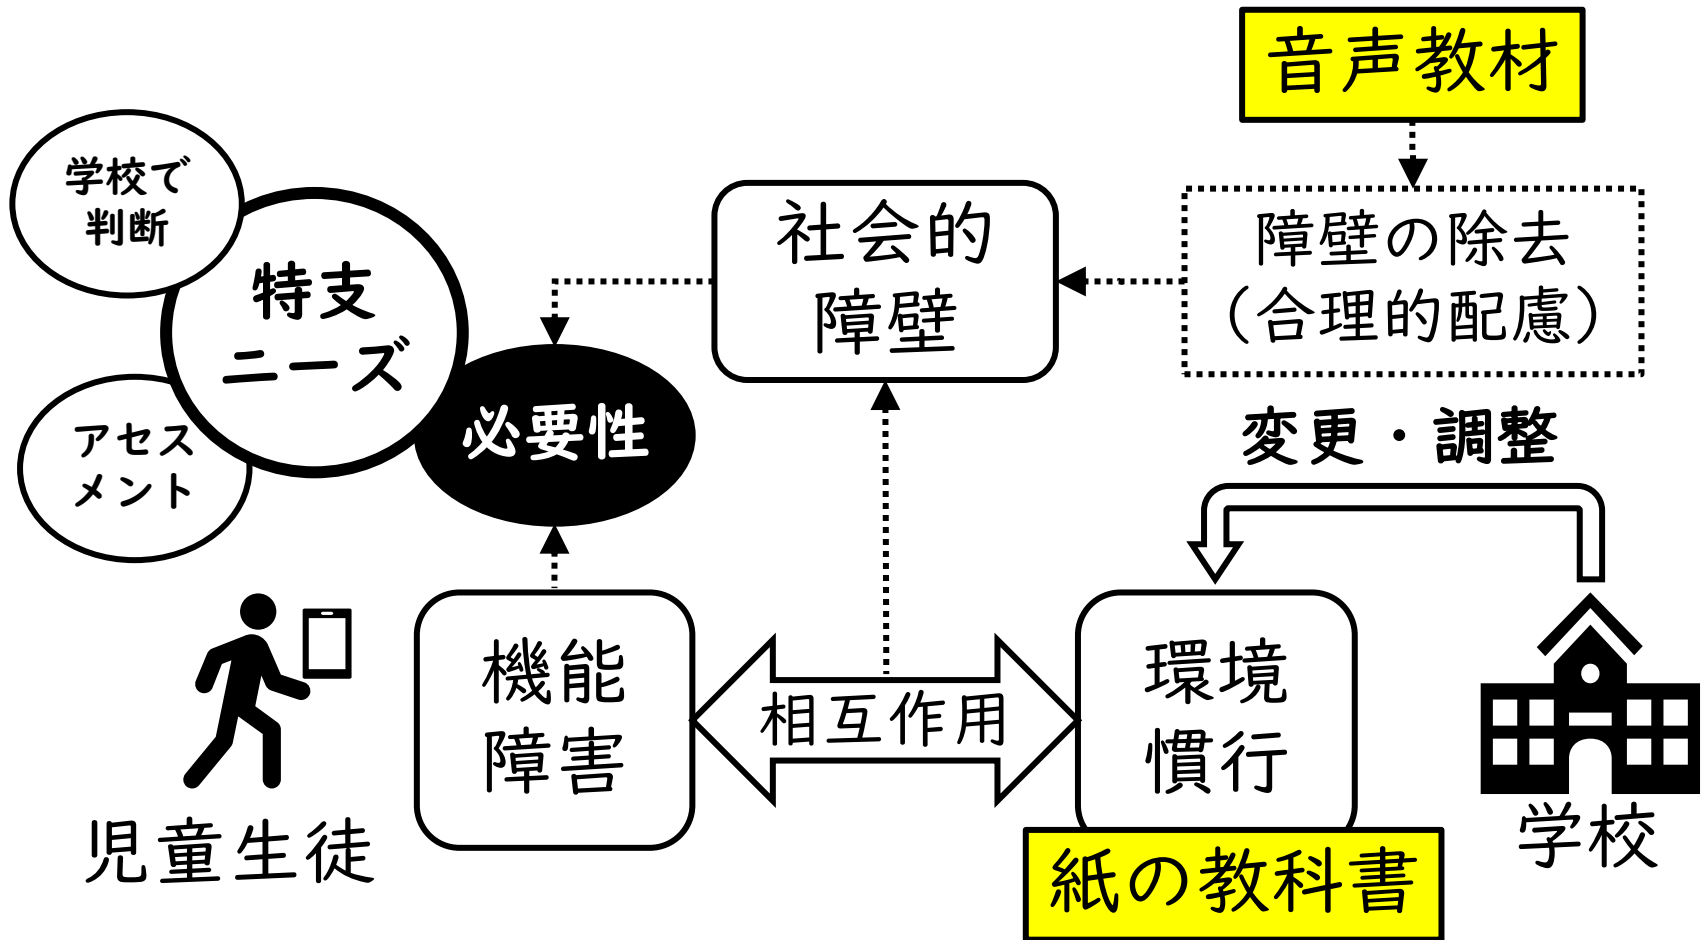 音声教材
学校で
判断
特支
ニーズ
アセス
メント
必要性
社会的
障壁
障壁の除去
（合理的配慮）
変更・調整
機能
障害
相互作用
環境
慣行
児童生徒
紙の教科書
学校